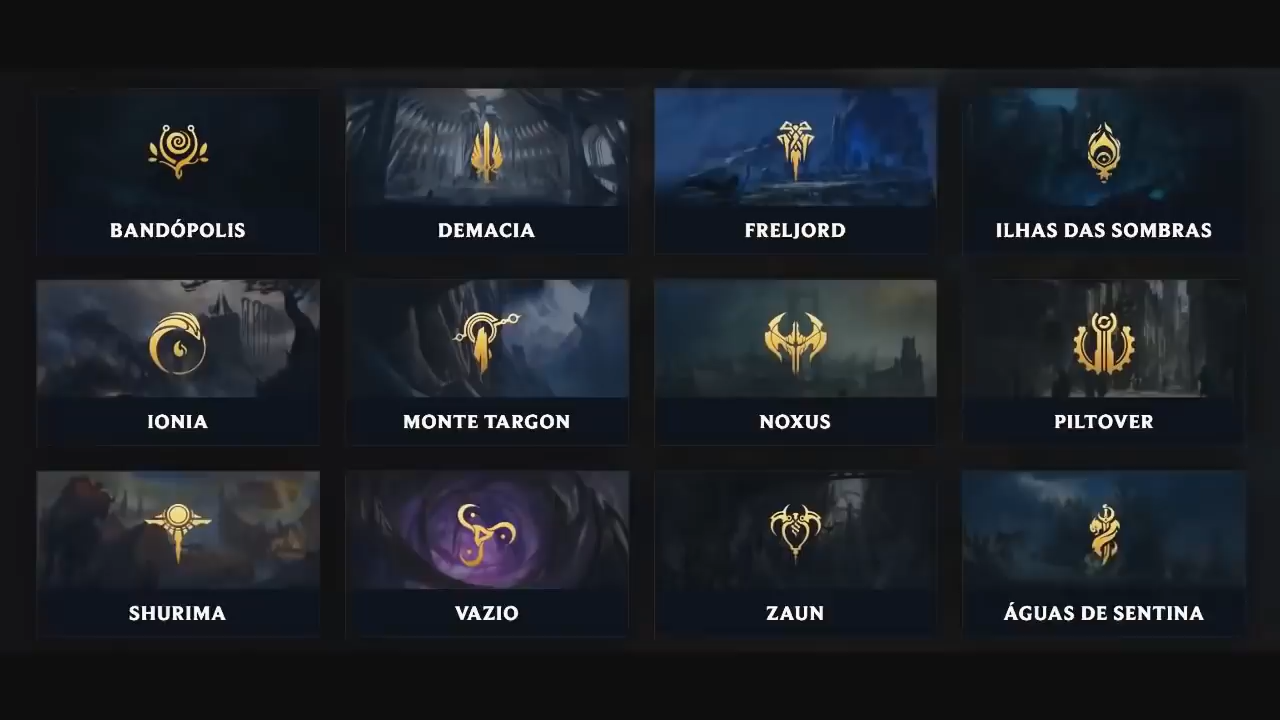 BANDÓPOLIS
DEMACIA
FRELJORD
ILHAS DAS SOMBRAS
IONIA
MONTE TARGON
NOXUS
PILTOVER
SHURIMA
VAZIO
ZAUN
ÁGUAS DE SENTINA